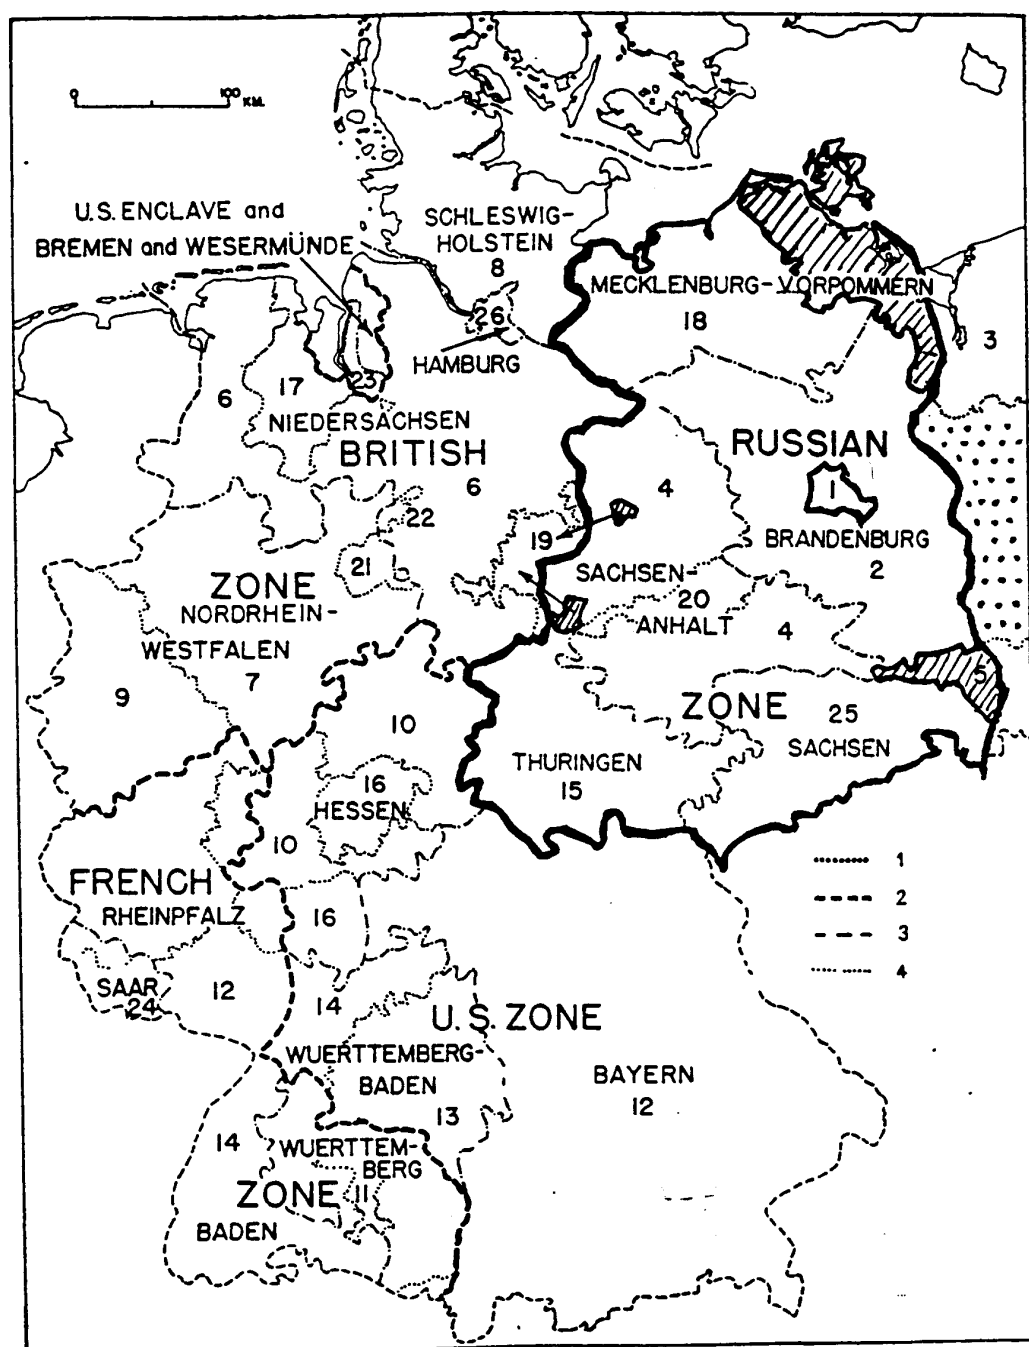 0 100 KM.
U.S. ENCLAVE and
BREMEN and WESERMÜNDE
SCHLESWIG-
HOLSTEIN
8
26
HAMBURG
MECKLENBURG-VORPOMMERN
18
3
6
17
23
NIEDERSACHSEN
BRITISH
6
RUSSIAN
4
1
22
19
BRANDENBURG
2
21
ZONE
NORDRHEIN-
WESTFALEN
7
SACHSEN-
20
ANHALT
4
9
10
5
ZONE
25
SACHSEN
THURINGEN
15
16
HESSEN
10
FRENCH
RHEINPFALZ
16
SAAR
24
12
14
U.S. ZONE
WUERTTEMBERG-
BADEN
13
BAYERN
12
14
WUERTTEM-
BERG
11
ZONE
BADEN
1
2
3
4